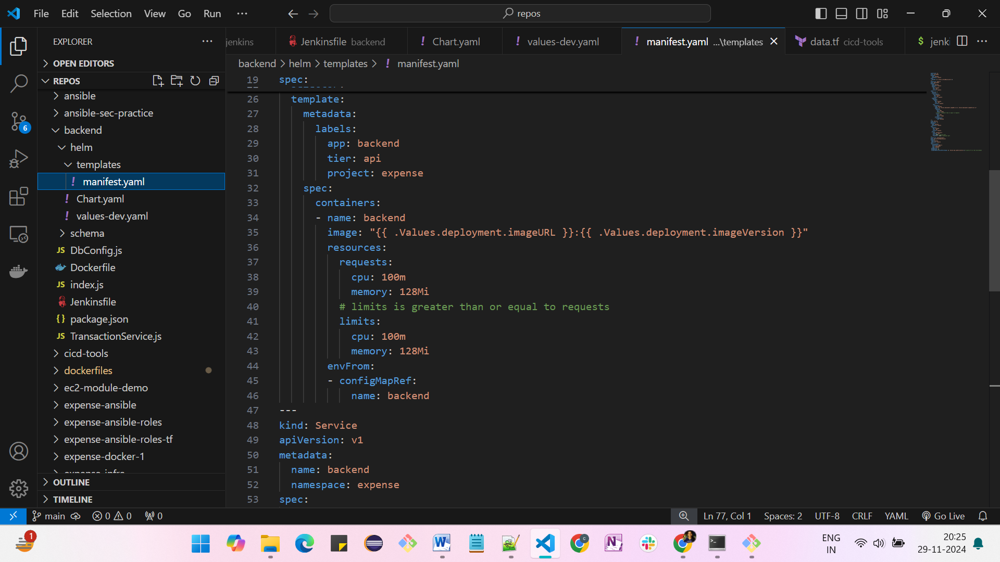 File Edit Selection View Go Run ··· repos
EXPLORER
jenkins Jenkinsfile backend ! Chart.yaml ! values-dev.yaml ! manifest.yaml ...\templates data.tf cicd-tools $ jenki
OPEN EDITORS
REPOS
backend > helm > templates > ! manifest.yaml
ansible
ansible-sec-practice
backend
helm
templates
! manifest.yaml
! Chart.yaml
! values-dev.yaml
schema
JS DbConfig.js
Dockerfile
JS index.js
Jenkinsfile
{} package.json
JS TransactionService.js
cicd-tools
dockerfiles
ec2-module-demo
expense-ansible
expense-ansible-roles
expense-ansible-roles-tf
expense-docker-1
OUTLINE
TIMELINE
19 spec:
26 template:
27 metadata:
28 labels:
29 app: backend
30 tier: api
31 project: expense
32 spec:
33 containers:
34 - name: backend
35 image: "{{ .Values.deployment.imageURL }}:{{ .Values.deployment.imageVersion }}"
36 resources:
37 requests:
38 cpu: 100m
39 memory: 128Mi
40 # limits is greater than or equal to requests
41 limits:
42 cpu: 100m
43 memory: 128Mi
44 envFrom:
45 - configMapRef:
46 name: backend
47 ---
48 kind: Service
49 apiVersion: v1
50 metadata:
51 name: backend
52 namespace: expense
53 spec:
6
main 0 0 0 Ln 77, Col 1 Spaces: 2 UTF-8 CRLF YAML Go Live
1
ENG
IN
20:25
29-11-2024